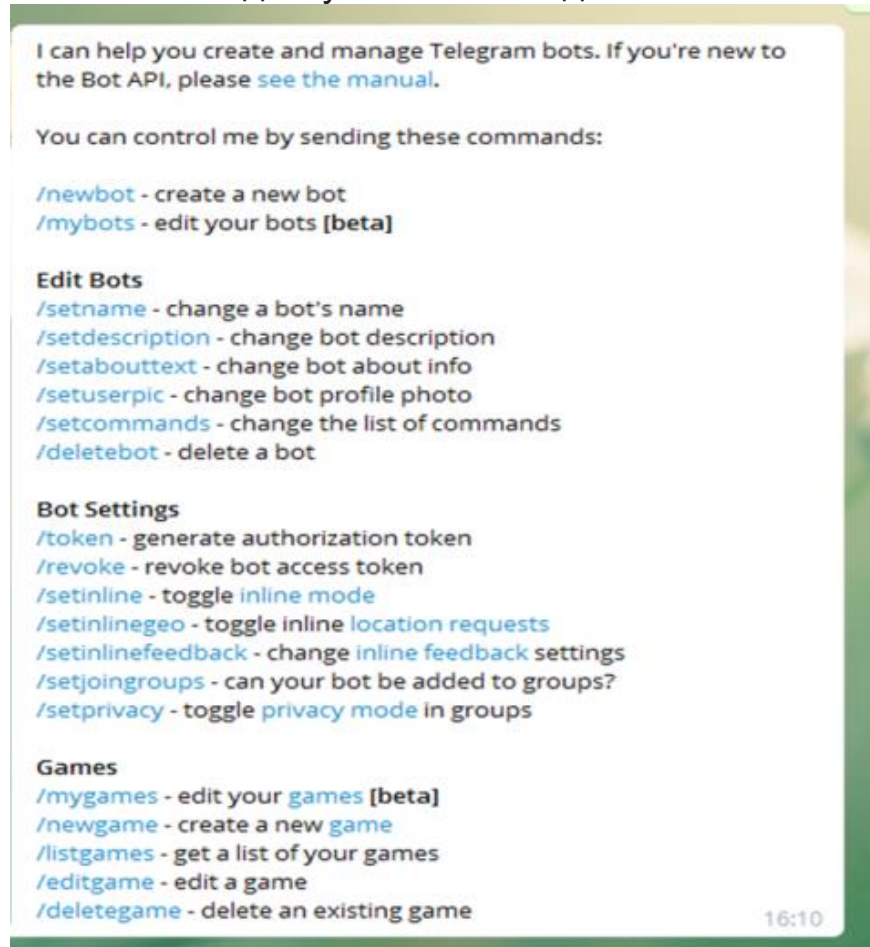 I can help you create and manage Telegram bots. If you're new to
the Bot API, please see the manual.
You can control me by sending these commands:
/newbot - create a new bot
/mybots - edit your bots [beta]
Edit Bots
/setname - change a bot's name
/setdescription - change bot description
/setabouttext - change bot about info
/setuserpic - change bot profile photo
/setcommands - change the list of commands
/deletebot - delete a bot
Bot Settings
/token - generate authorization token
/revoke - revoke bot access token
/setinline - toggle inline mode
/setinlinegeo - toggle inline location requests
/setinlinefeedback - change inline feedback settings
/setjoingroups - can your bot be added to groups?
/setprivacy - toggle privacy mode in groups
Games
/mygames - edit your games [beta]
/newgame - create a new game
/listgames - get a list of your games
/editgame - edit a game
/deletegame - delete an existing game
16:10